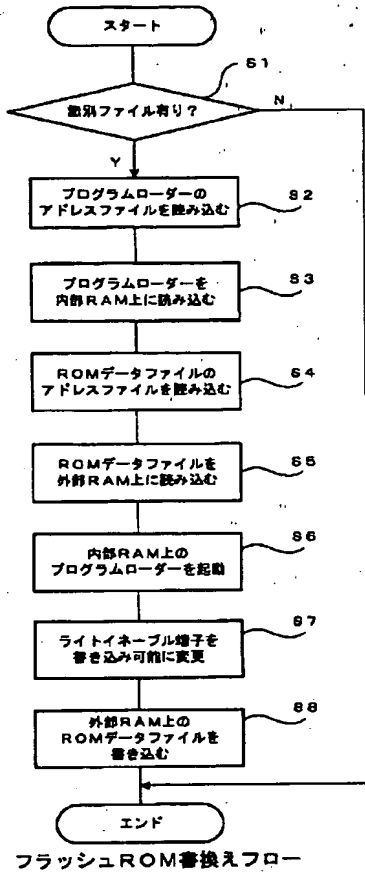 スタート
S1
識別ファイル有り?
N
Y
プログラムローダーの
アドレスファイルを読み込む
S2
プログラムローダーを
内部RAM上に読み込む
S3
ROMデータファイルの
アドレスファイルを読み込む
S4
ROMデータファイルを
外部RAM上に読み込む
S5
内部RAM上の
プログラムローダーを起動
S6
ライトイネーブル端子を
書き込み可能に変更
S7
外部RAM上の
ROMデータファイルを
書き込む
S8
エンド
フラッシュROM書換えフロー